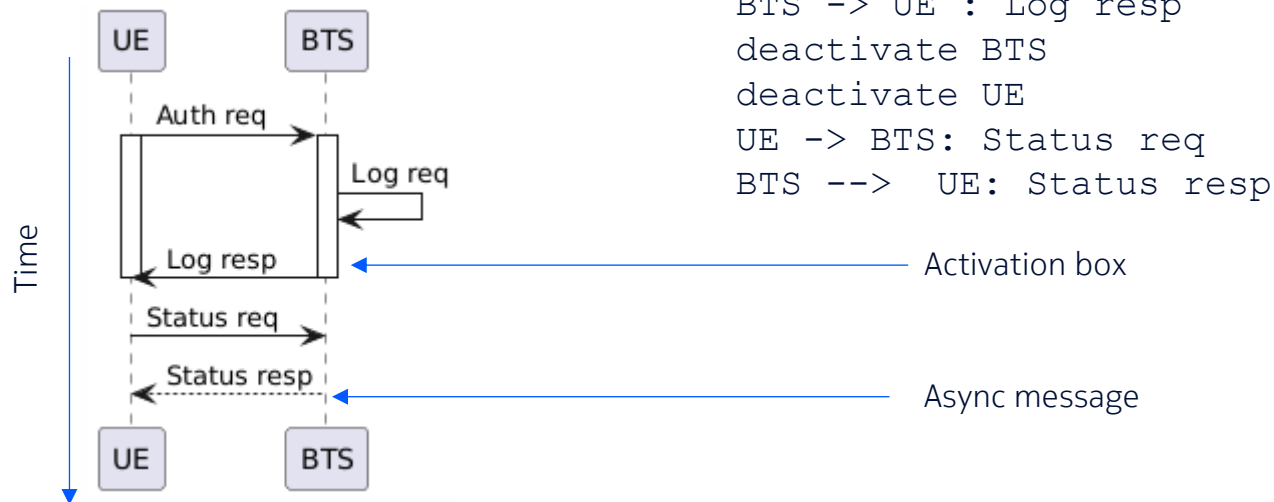 UE
BTS
Auth req
Log req
Log resp
Status req
Status resp
UE
BTS
Time
BTS -> UE : Log resp
deactivate BTS
deactivate UE
UE -> BTS: Status req
BTS --> UE: Status resp
Activation box
Async message